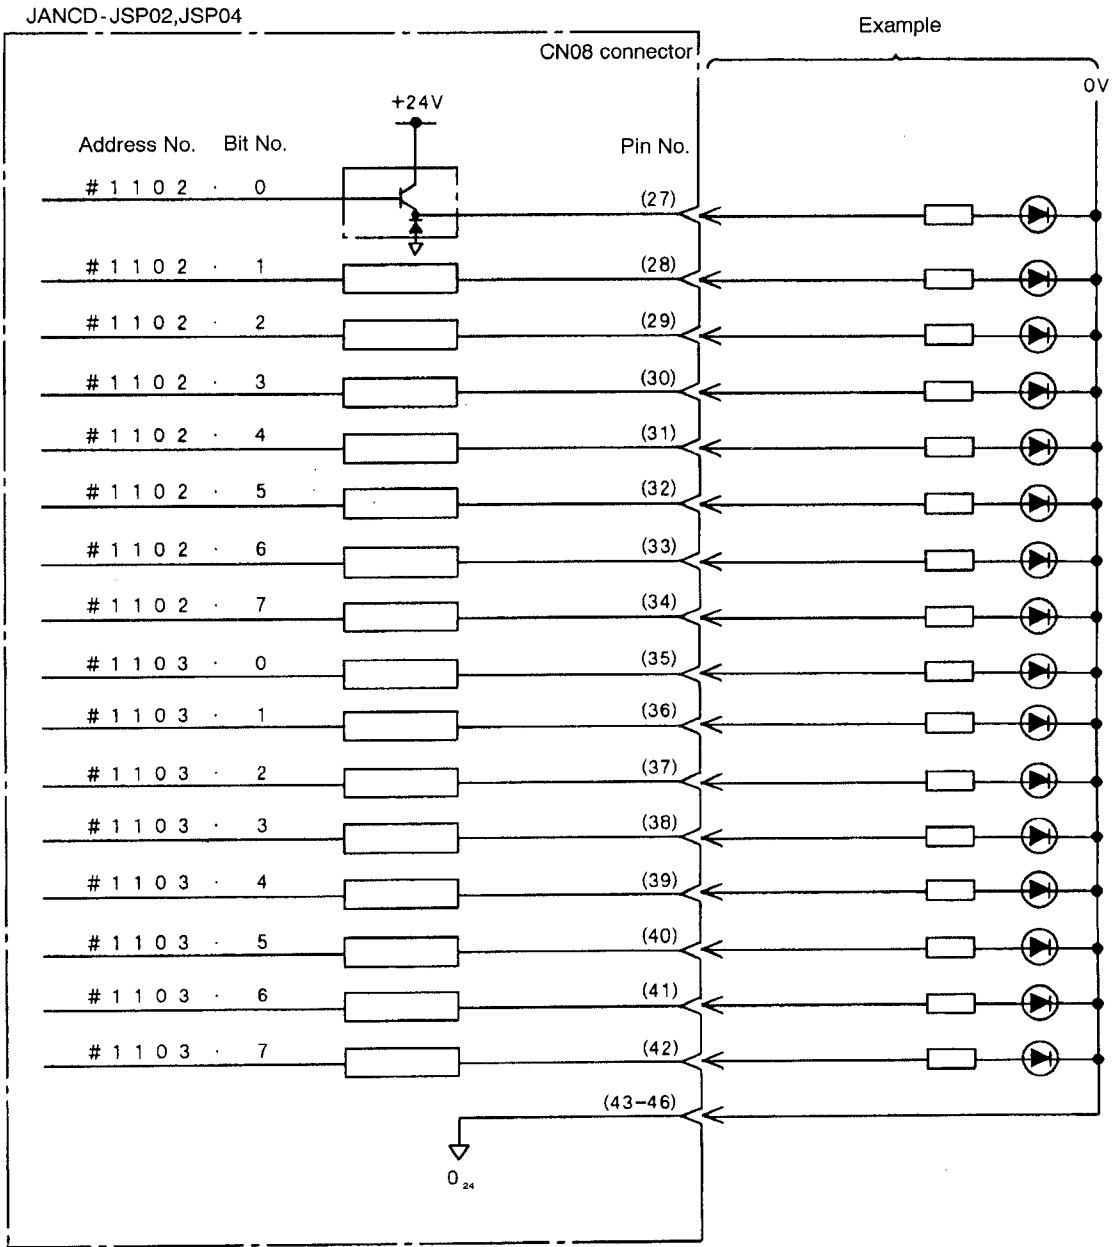 JANCD-JSP02,JSP04
Example
CN08 connector
0V
+24V
Address No. Bit No. Pin No.
#1102 · 0 (27)
#1102 · 1 (28)
#1102 · 2 (29)
#1102 · 3 (30)
#1102 · 4 (31)
#1102 · 5 (32)
#1102 · 6 (33)
#1102 · 7 (34)
#1103 · 0 (35)
#1103 · 1 (36)
#1103 · 2 (37)
#1103 · 3 (38)
#1103 · 4 (39)
#1103 · 5 (40)
#1103 · 6 (41)
#1103 · 7 (42)
(43-46)
0 24